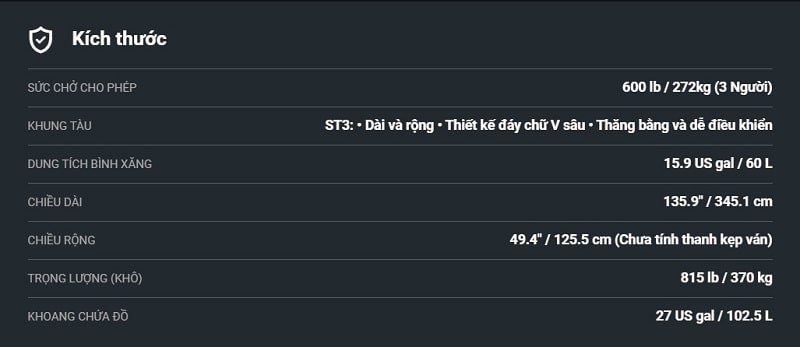 Kích thước
SỨC CHỞ CHO PHÉP 600 lb / 272kg (3 Người)
KHUNG TÀU ST3: • Dài và rộng • Thiết kế đáy chữ V sâu • Thăng bằng và dễ điều khiển
DUNG TÍCH BÌNH XĂNG 15.9 US gal / 60 L
CHIỀU DÀI 135.9" / 345.1 cm
CHIỀU RỘNG 49.4" / 125.5 cm (Chưa tính thanh kẹp ván)
TRỌNG LƯỢNG (KHÔ) 815 lb / 370 kg
KHOANG CHỨA ĐỒ 27 US gal / 102.5 L